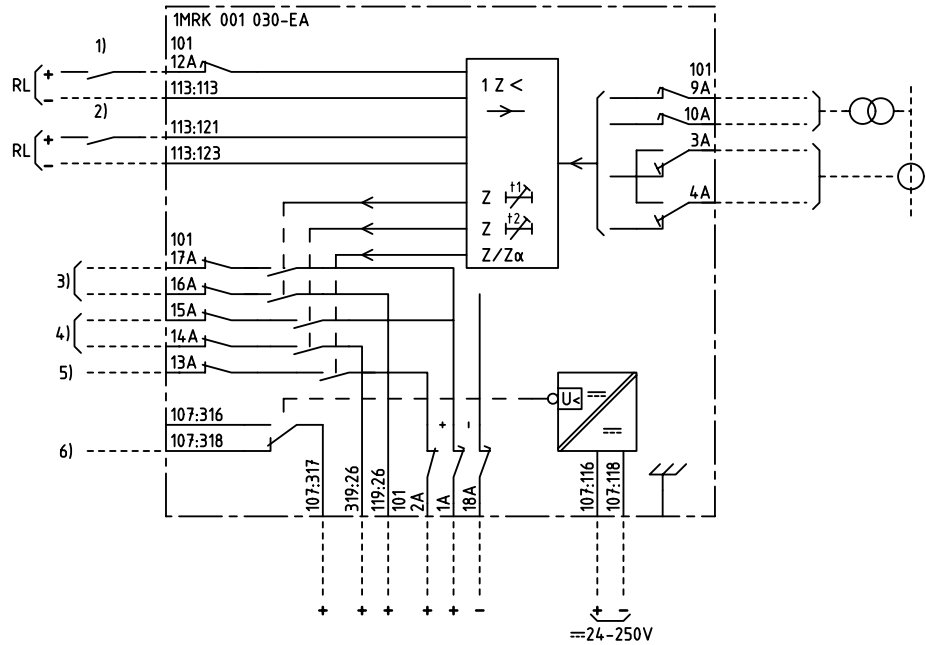 1MRK 001 030-EA
1)
101
12A
RL + -
113:113
1 Z <
101
9A
2)
10A
113:121
RL + -
113:123
3A
4A
Z t1
Z t2
Z/Zα
101
17A
3)
16A
15A
4)
14A
13A
5)
U<
107:316
+ -
107:318
6)
107:317
319:26
119:26
101
2A
1A
18A
107:116
107:118
+ + + + + - + -
24-250V